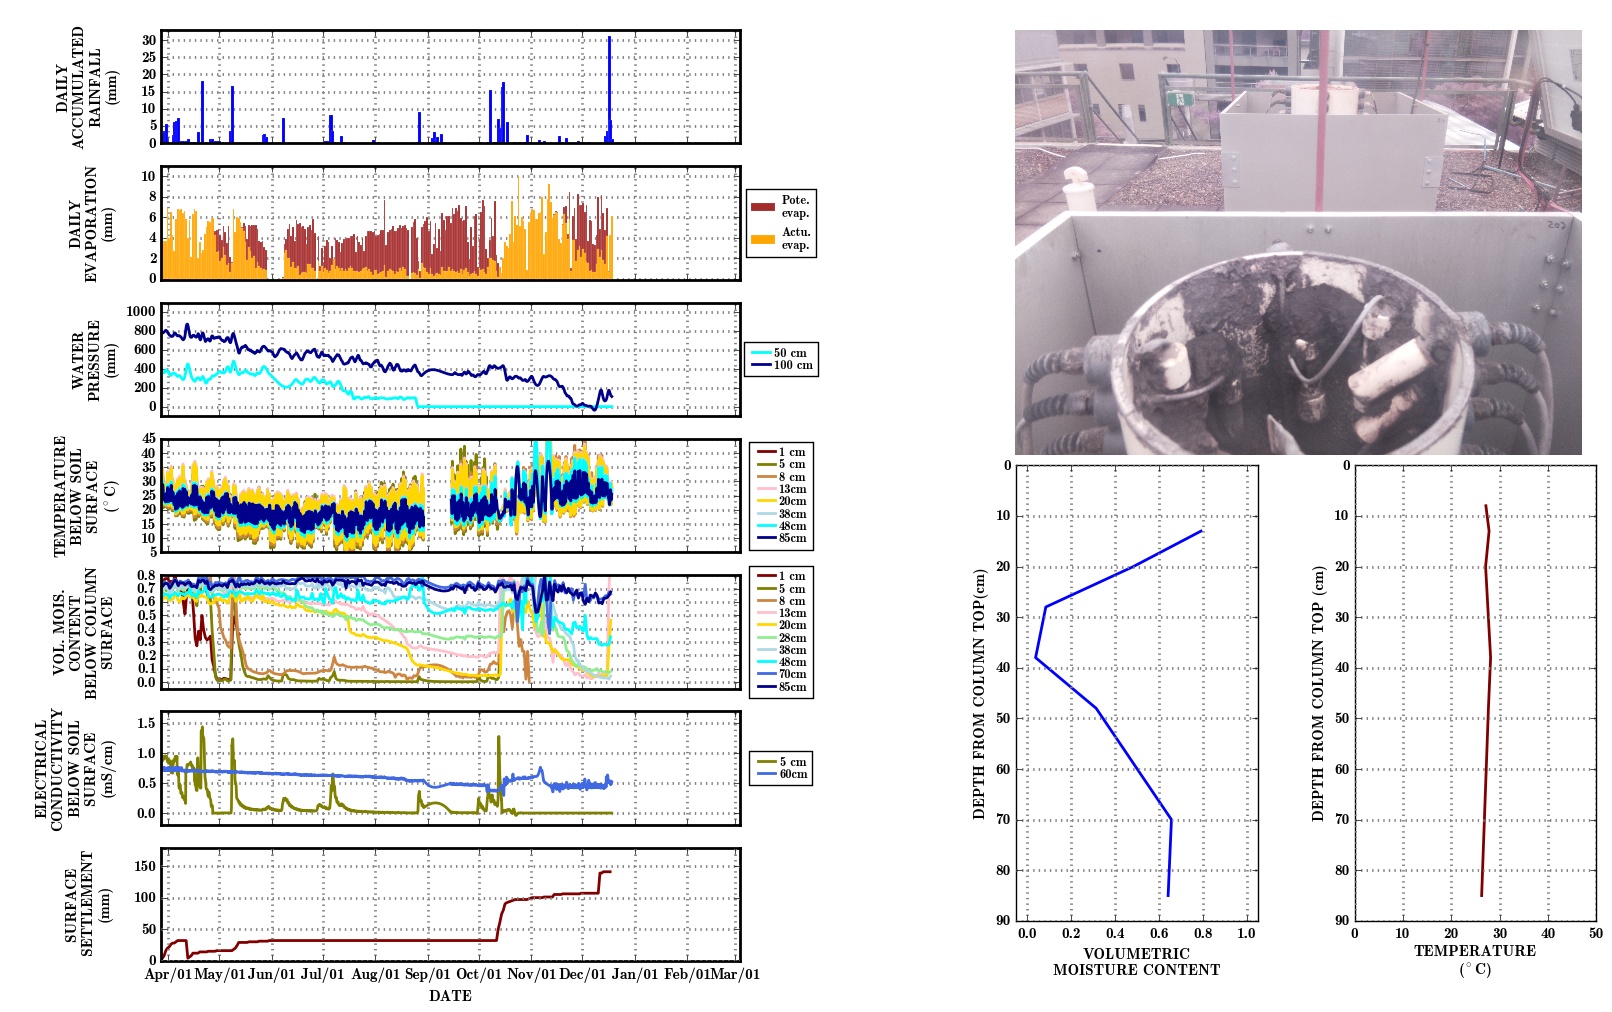 DAILY
ACCUMULATED
RAINFALL
(mm)
30
25
20
15
10
5
0
DAILY
EVAPORATION
(mm)
10
8
6
4
2
0
Pote.
evap.
Actu.
evap.
WATER
PRESSURE
(mm)
1000
800
600
400
200
0
50 cm
100 cm
TEMPERATURE
BELOW SOIL
SURFACE
(°C)
45
40
35
30
25
20
15
10
5
1 cm
5 cm
8 cm
13cm
20cm
38cm
48cm
85cm
VOL. MOIS.
CONTENT
BELOW COLUMN
SURFACE
0.8
0.7
0.6
0.5
0.4
0.3
0.2
0.1
0.0
1 cm
5 cm
8 cm
13cm
20cm
28cm
38cm
48cm
70cm
85cm
ELECTRICAL
CONDUCTIVITY
BELOW SOIL
SURFACE
(mS/cm)
1.5
1.0
0.5
0.0
5 cm
60cm
SURFACE
SETTLEMENT
(mm)
150
100
50
0
Apr/01 May/01 Jun/01 Jul/01 Aug/01 Sep/01 Oct/01 Nov/01 Dec/01 Jan/01 Feb/01 Mar/01
DATE
DEPTH FROM COLUMN TOP(cm)
0
10
20
30
40
50
60
70
80
90
0.0 0.2 0.4 0.6 0.8 1.0
VOLUMETRIC
MOISTURE CONTENT
DEPTH FROM COLUMN TOP (cm)
0
10
20
30
40
50
60
70
80
90
0 10 20 30 40 50
TEMPERATURE
(°C)